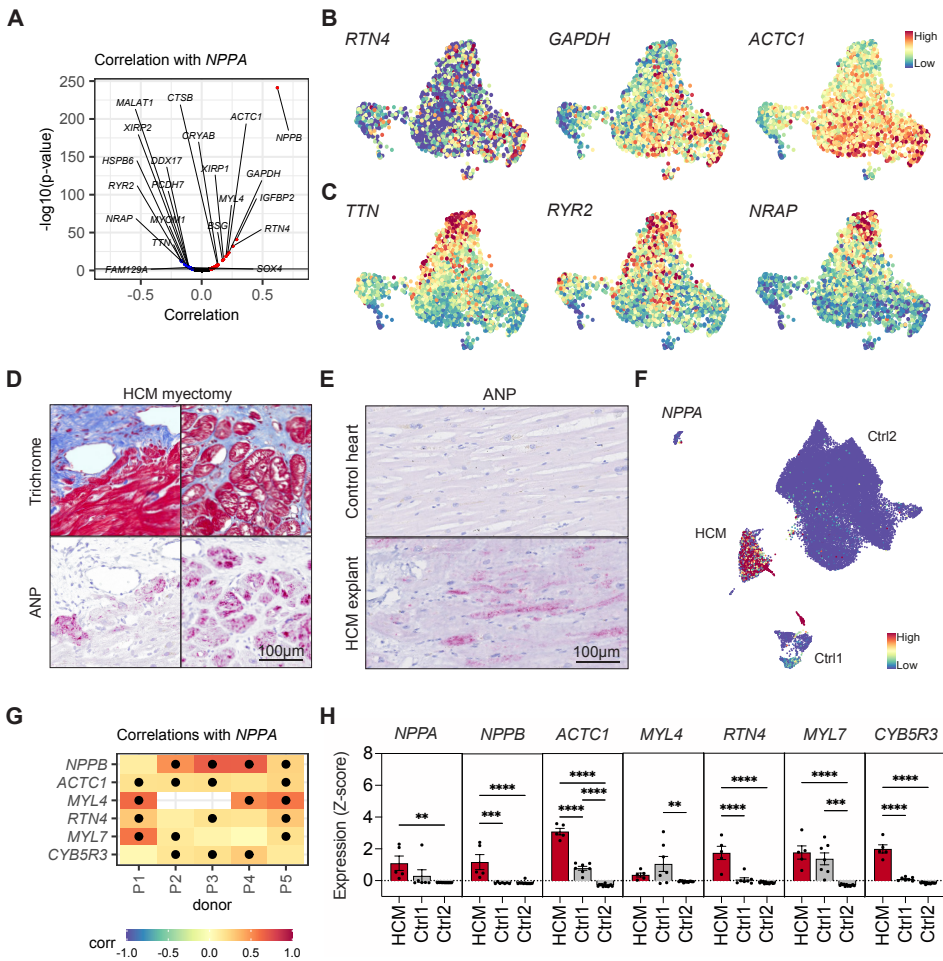 A
Correlation with NPPA
-log10(p-value)
250
200
150
100
50
0
MALAT1
CTSB
XIRP2
CRYAB
ACTC1
NPPB
HSPB6
DDX17
XIRP1
GAPDH
RYR2
PCDH7
MYL4
IGFBP2
NRAP
MYOM1
BSG
RTN4
TTN
FAM129A
SOX4
-0.5
0.0
0.5
Correlation
B
RTN4
GAPDH
ACTC1
High
Low
C
TTN
RYR2
NRAP
D
HCM myectomy
Trichrome
ANP
100μm
E
ANP
Control heart
HCM explant
100μm
F
NPPA
Ctrl2
HCM
Ctrl1
High
Low
G
Correlations with NPPA
NPPB
ACTC1
MYL4
RTN4
MYL7
CYB5R3
P1 P2 P3 P4 P5
donor
corr
-1.0 -0.5 0.0 0.5 1.0
H
NPPA NPPB ACTC1 MYL4 RTN4 MYL7 CYB5R3
Expression (Z-score)
8
6
4
2
0
**
**** ***
**** **** ****
**
**** ****
**** ***
**** ****
HCM Ctrl1 Ctrl2 HCM Ctrl1 Ctrl2 HCM Ctrl1 Ctrl2 HCM Ctrl1 Ctrl2 HCM Ctrl1 Ctrl2 HCM Ctrl1 Ctrl2 HCM Ctrl1 Ctrl2